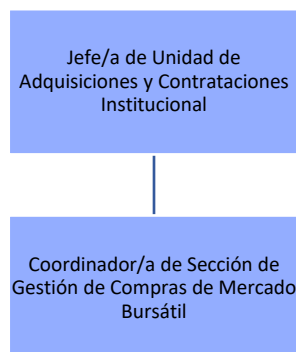 Jefe/a de Unidad de
Adquisiciones y Contrataciones
Institucional
Coordinador/a de Sección de
Gestión de Compras de Mercado
Bursátil